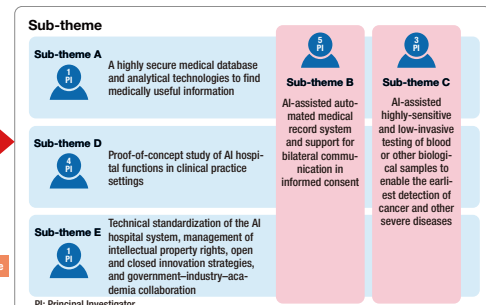 Sub-theme
Sub-theme A
1
PI
A highly secure medical database
and analytical technologies to find
medically useful information
5
PI
Sub-theme B
AI-assisted auto-
mated medical
record system
and support for
bilateral commu-
nication in
informed consent
3
PI
Sub-theme C
AI-assisted
highly-sensitive
and low-invasive
testing of blood
or other biologi-
cal samples to
enable the earli-
est detection of
cancer and other
severe diseases
Sub-theme D
4
PI
Proof-of-concept study of AI hospi-
tal functions in clinical practice
settings
Sub-theme E
1
PI
Technical standardization of the AI
hospital system, management of
intellectual property rights, open
and closed innovation strategies,
and government–industry–aca-
demia collaboration
PI: Principal Investigator